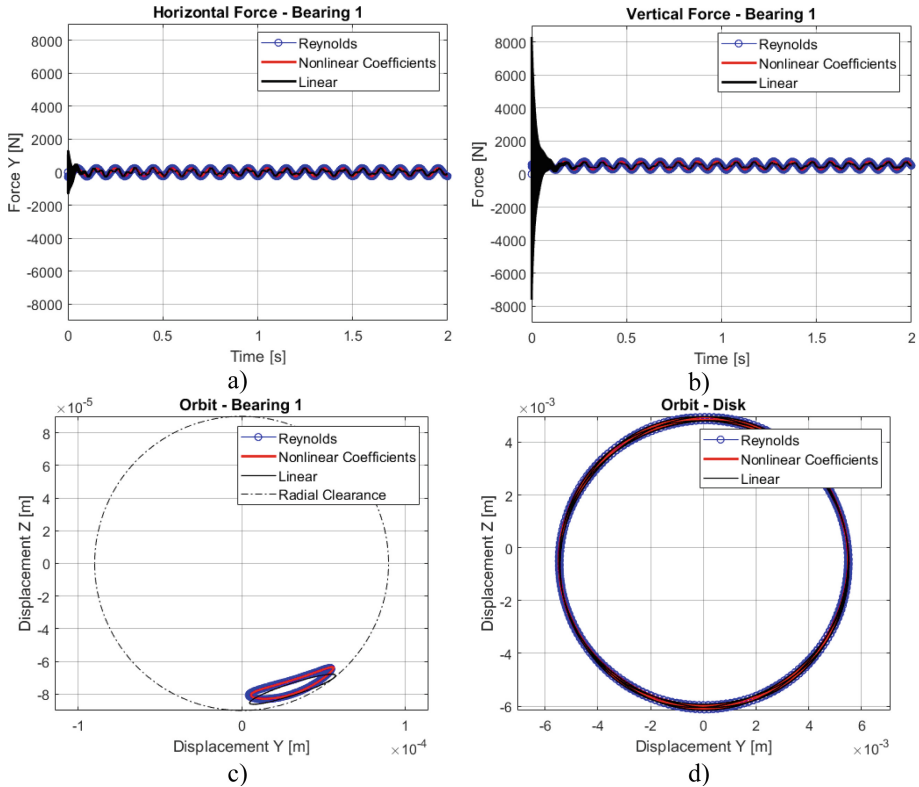 Horizontal Force - Bearing 1
8000
6000
4000
2000
0
-2000
-4000
-6000
-8000
Force Y [N]
Reynolds
Nonlinear Coefficients
Linear
0
0.5
1
1.5
2
Time [s]
a)
Vertical Force - Bearing 1
8000
6000
4000
2000
0
-2000
-4000
-6000
-8000
Force [N]
Reynolds
Nonlinear Coefficients
Linear
0
0.5
1
1.5
2
Time [s]
b)
×10⁻⁵
Orbit - Bearing 1
8
6
4
2
0
-2
-4
-6
-8
Displacement Z [m]
Reynolds
Nonlinear Coefficients
Linear
Radial Clearance
-1
0
1
Displacement Y [m]
×10⁻⁴
c)
×10⁻³
Orbit - Disk
4
2
0
-2
-4
-6
Displacement Z [m]
Reynolds
Nonlinear Coefficients
Linear
-6
-4
-2
0
2
4
6
Displacement Y [m]
×10⁻³
d)